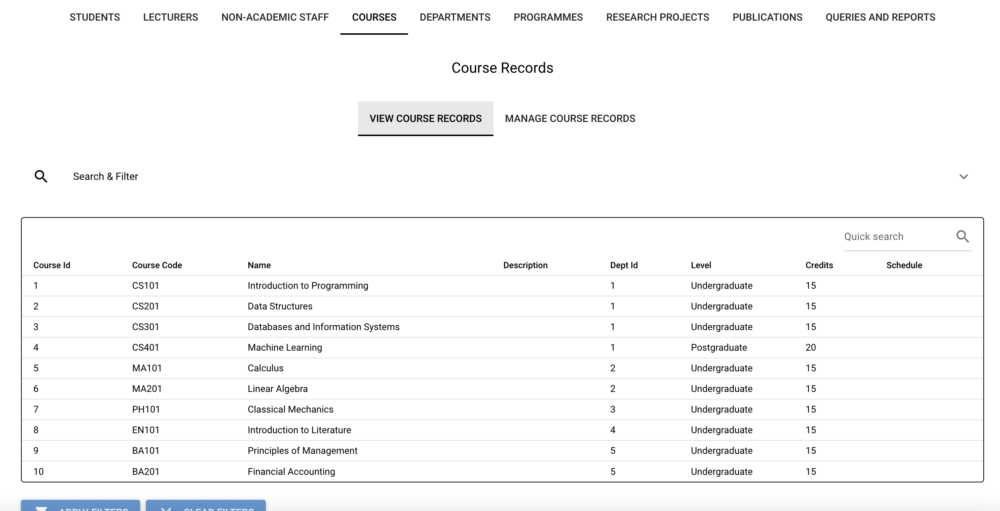 STUDENTS LECTURERS NON-ACADEMIC STAFF COURSES DEPARTMENTS PROGRAMMES RESEARCH PROJECTS PUBLICATIONS QUERIES AND REPORTS
Course Records
VIEW COURSE RECORDS MANAGE COURSE RECORDS
Search & Filter
Quick search
Course Id Course Code Name Description Dept Id Level Credits Schedule
1 CS101 Introduction to Programming 1 Undergraduate 15
2 CS201 Data Structures 1 Undergraduate 15
3 CS301 Databases and Information Systems 1 Undergraduate 15
4 CS401 Machine Learning 1 Postgraduate 20
5 MA101 Calculus 2 Undergraduate 15
6 MA201 Linear Algebra 2 Undergraduate 15
7 PH101 Classical Mechanics 3 Undergraduate 15
8 EN101 Introduction to Literature 4 Undergraduate 15
9 BA101 Principles of Management 5 Undergraduate 15
10 BA201 Financial Accounting 5 Undergraduate 15
APPLY FILTERS CLEAR FILTERS